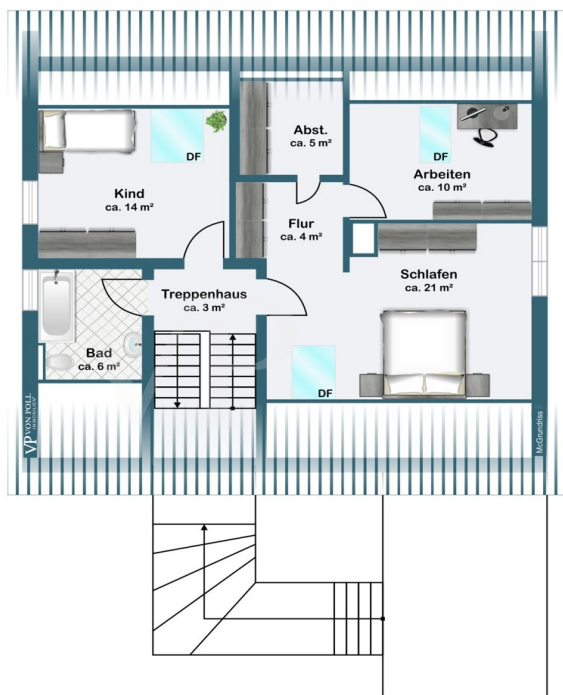 Abst.
ca. 5 m²
DF
DF
Arbeiten
ca. 10 m²
Kind
ca. 14 m²
Flur
ca. 4 m²
Schlafen
ca. 21 m²
Treppenhaus
ca. 3 m²
Bad
ca. 6 m²
DF
VP VON POLL
IMMOBILIEN
McGrundriss